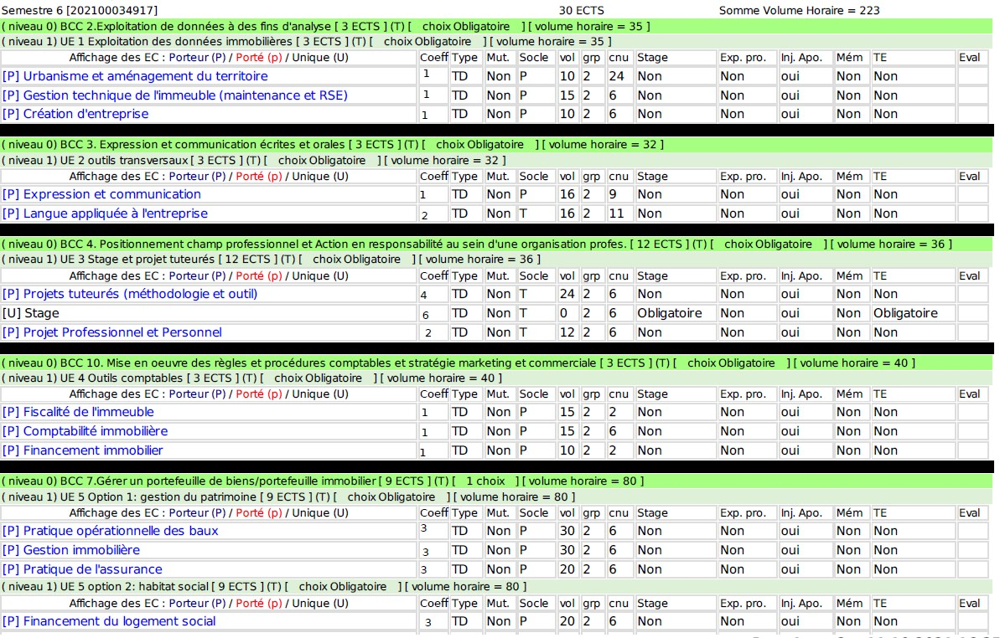 Semestre 6 [202100034917] 30 ECTS Somme Volume Horaire = 223
( niveau 0) BCC 2.Exploitation de données à des fins d'analyse [ 3 ECTS ] (T) [ choix Obligatoire ] [ volume horaire = 35 ]
( niveau 1) UE 1 Exploitation des données immobilières [ 3 ECTS ] (T) [ choix Obligatoire ] [ volume horaire = 35 ]
Affichage des EC : Porteur (P) / Porté (p) / Unique (U) Coeff Type Mut. Socle vol grp cnu Stage Exp. pro. Inj. Apo. Mém TE Eval
[P] Urbanisme et aménagement du territoire 1 TD Non P 10 2 24 Non Non oui Non Non
[P] Gestion technique de l'immeuble (maintenance et RSE) 1 TD Non P 15 2 6 Non Non oui Non Non
[P] Création d'entreprise 1 TD Non P 10 2 6 Non Non oui Non Non
( niveau 0) BCC 3. Expression et communication écrites et orales [ 3 ECTS ] (T) [ choix Obligatoire ] [ volume horaire = 32 ]
( niveau 1) UE 2 outils transversaux [ 3 ECTS ] (T) [ choix Obligatoire ] [ volume horaire = 32 ]
Affichage des EC : Porteur (P) / Porté (p) / Unique (U) Coeff Type Mut. Socle vol grp cnu Stage Exp. pro. Inj. Apo. Mém TE Eval
[P] Expression et communication 1 TD Non P 16 2 9 Non Non oui Non Non
[P] Langue appliquée à l'entreprise 2 TD Non T 16 2 11 Non Non oui Non Non
( niveau 0) BCC 4. Positionnement champ professionnel et Action en responsabilité au sein d'une organisation profes. [ 12 ECTS ] (T) [ choix Obligatoire ] [ volume horaire = 36 ]
( niveau 1) UE 3 Stage et projet tuteurés [ 12 ECTS ] (T) [ choix Obligatoire ] [ volume horaire = 36 ]
Affichage des EC : Porteur (P) / Porté (p) / Unique (U) Coeff Type Mut. Socle vol grp cnu Stage Exp. pro. Inj. Apo. Mém TE Eval
[P] Projets tuteurés (méthodologie et outil) 4 TD Non T 24 2 6 Non Non oui Non Non
[U] Stage 6 TD Non T 0 2 6 Obligatoire Non oui Non Obligatoire
[P] Projet Professionnel et Personnel 2 TD Non T 12 2 6 Non Non oui Non Non
( niveau 0) BCC 10. Mise en oeuvre des règles et procédures comptables et stratégie marketing et commerciale [ 3 ECTS ] (T) [ choix Obligatoire ] [ volume horaire = 40 ]
( niveau 1) UE 4 Outils comptables [ 3 ECTS ] (T) [ choix Obligatoire ] [ volume horaire = 40 ]
Affichage des EC : Porteur (P) / Porté (p) / Unique (U) Coeff Type Mut. Socle vol grp cnu Stage Exp. pro. Inj. Apo. Mém TE Eval
[P] Fiscalité de l'immeuble 1 TD Non P 15 2 2 Non Non oui Non Non
[P] Comptabilité immobilière 1 TD Non P 15 2 6 Non Non oui Non Non
[P] Financement immobilier 1 TD Non P 10 2 2 Non Non oui Non Non
( niveau 0) BCC 7.Gérer un portefeuille de biens/portefeuille immobilier [ 9 ECTS ] (T) [ 1 choix ] [ volume horaire = 80 ]
( niveau 1) UE 5 Option 1: gestion du patrimoine [ 9 ECTS ] (T) [ choix Obligatoire ] [ volume horaire = 80 ]
Affichage des EC : Porteur (P) / Porté (p) / Unique (U) Coeff Type Mut. Socle vol grp cnu Stage Exp. pro. Inj. Apo. Mém TE Eval
[P] Pratique opérationnelle des baux 3 TD Non P 30 2 6 Non Non oui Non Non
[P] Gestion immobilière 3 TD Non P 30 2 6 Non Non oui Non Non
[P] Pratique de l'assurance 3 TD Non P 20 2 6 Non Non oui Non Non
( niveau 1) UE 5 option 2: habitat social [ 9 ECTS ] (T) [ choix Obligatoire ] [ volume horaire = 80 ]
Affichage des EC : Porteur (P) / Porté (p) / Unique (U) Coeff Type Mut. Socle vol grp cnu Stage Exp. pro. Inj. Apo. Mém TE Eval
[P] Financement du logement social 3 TD Non P 20 2 6 Non Non oui Non Non